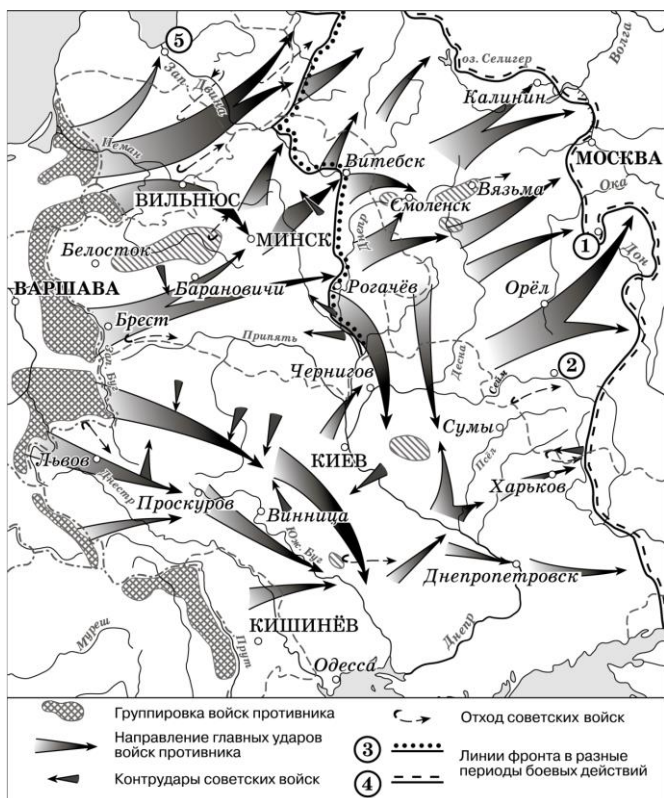 5
оз. Селигер
Волга
Зап. Двина
Калинин
Неман
Витебск
МОСКВА
Вязьма
Ока
ВИЛЬНЮС
Смоленск
Днепр
МИНСК
1
Дон
Белосток
Барановичи
Рогачёв
Орёл
ВАРШАВА
Брест
Припять
Десна
Зап. Буг
Чернигов
Сейм
2
Сумы
КИЕВ
Псёл
Львов
Днестр
Харьков
Проскуров
Винница
Юж. Буг
Днепропетровск
КИШИНЁВ
Муреш
Прут
Днепр
Одесса
Группировка войск противника
Направление главных ударов
войск противника
Контрудары советских войск
Отход советских войск
3
4
Линии фронта в разные
периоды боевых действий